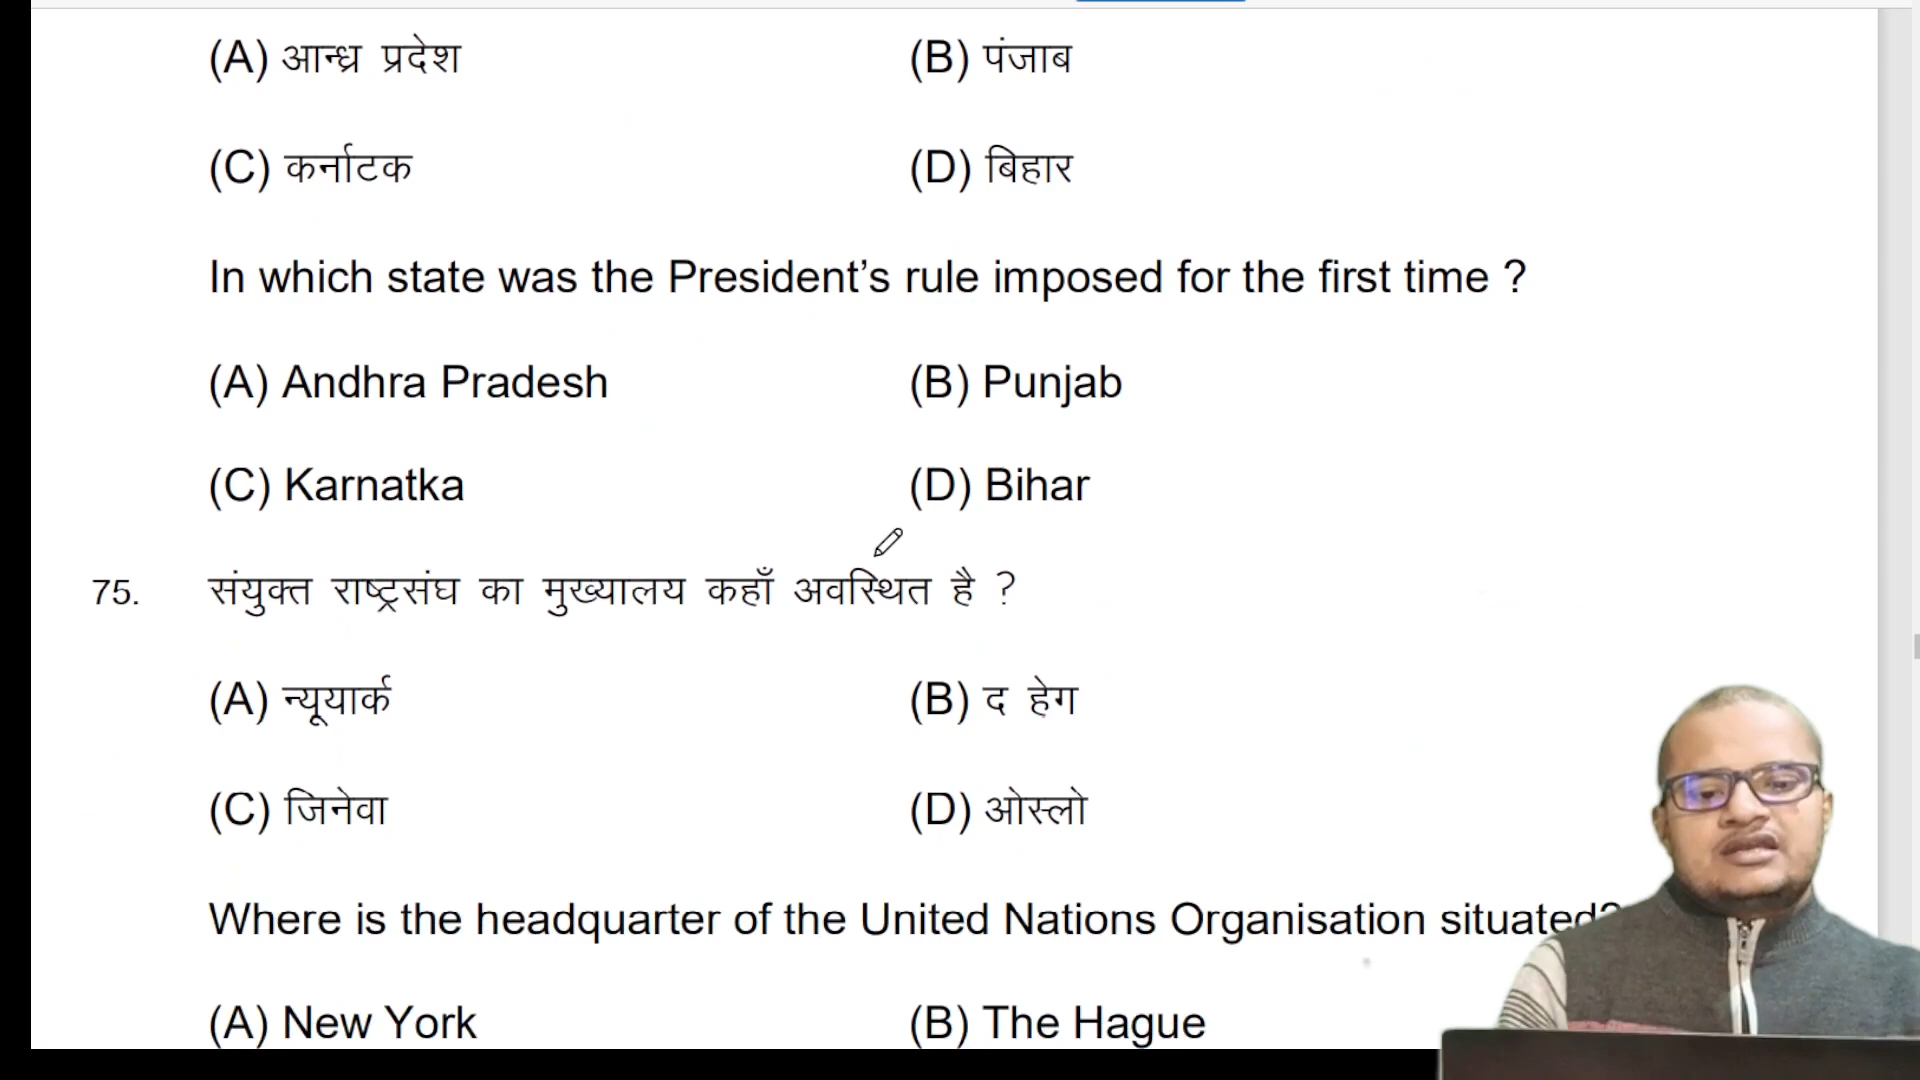 (A) आन्ध्र प्रदेश (B) पंजाब
(C) कर्नाटक (D) बिहार
In which state was the President’s rule imposed for the first time ?
(A) Andhra Pradesh (B) Punjab
(C) Karnatka (D) Bihar
75. संयुक्त राष्ट्रसंघ का मुख्यालय कहाँ अवस्थित है ?
(A) न्यूयार्क (B) द हेग
(C) जिनेवा (D) ओस्लो
Where is the headquarter of the United Nations Organisation situated?
(A) New York (B) The Hague